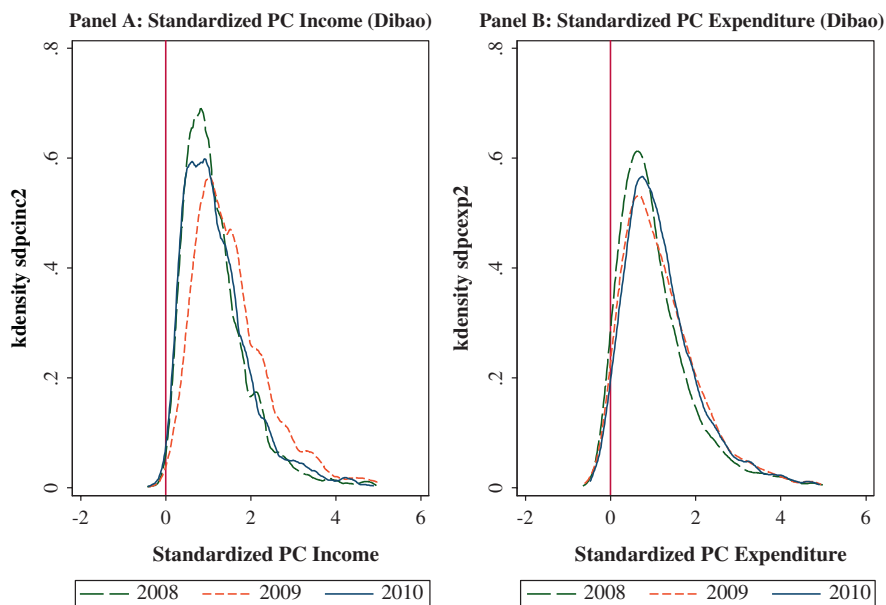 Panel A: Standardized PC Income (Dibao)
.8
.6
.4
.2
0
kdensity sdpcinc2
-2 0 2 4 6
Standardized PC Income
2008 2009 2010
Panel B: Standardized PC Expenditure (Dibao)
.8
.6
.4
.2
0
kdensity sdpcexp2
-2 0 2 4 6
Standardized PC Expenditure
2008 2009 2010